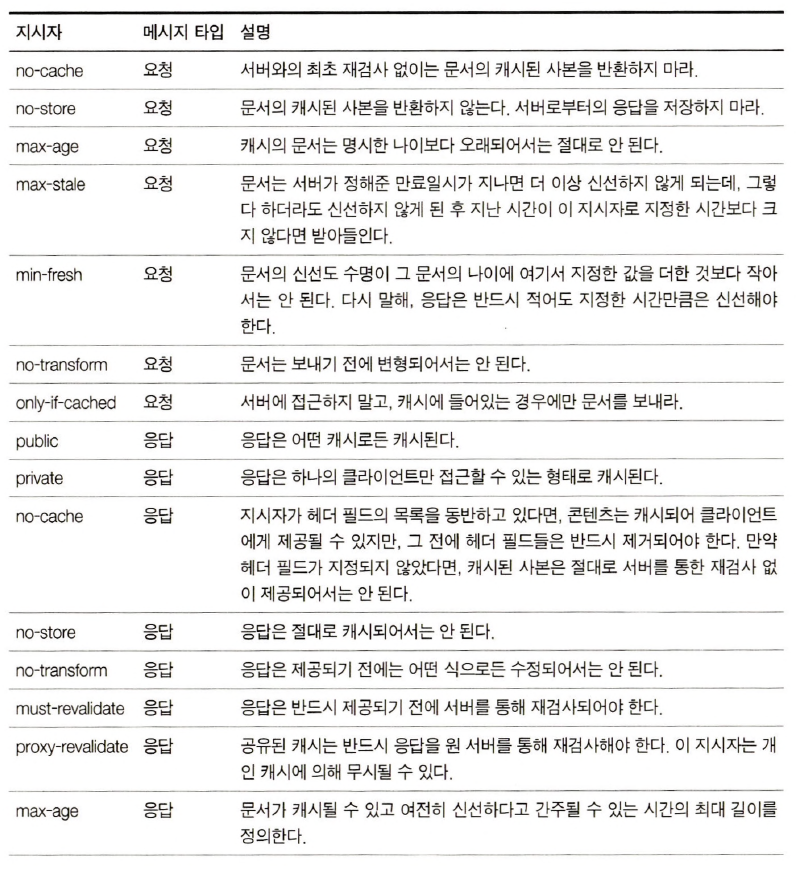 지시자 메시지 타입 설명
no-cache 요청 서버와의 최초 재검사 없이는 문서의 캐시된 사본을 반환하지 마라.
no-store 요청 문서의 캐시된 사본을 반환하지 않는다. 서버로부터의 응답을 저장하지 마라.
max-age 요청 캐시의 문서는 명시한 나이보다 오래되어서는 절대로 안 된다.
max-stale 요청 문서는 서버가 정해준 만료일시가 지나면 더 이상 신선하지 않게 되는데, 그렇
다 하더라도 신선하지 않게 된 후 지난 시간이 이 지시자로 지정한 시간보다 크
지 않다면 받아들인다.
min-fresh 요청 문서의 신선도 수명이 그 문서의 나이에 여기서 지정한 값을 더한 것보다 작아
서는 안 된다. 다시 말해, 응답은 반드시 적어도 지정한 시간만큼은 신선해야
한다.
no-transform 요청 문서는 보내기 전에 변형되어서는 안 된다.
only-if-cached 요청 서버에 접근하지 말고, 캐시에 들어있는 경우에만 문서를 보내라.
public 응답 응답은 어떤 캐시로든 캐시된다.
private 응답 응답은 하나의 클라이언트만 접근할 수 있는 형태로 캐시된다.
no-cache 응답 지시자가 헤더 필드의 목록을 동반하고 있다면, 콘텐츠는 캐시되어 클라이언트
에게 제공될 수 있지만, 그 전에 헤더 필드들은 반드시 제거되어야 한다. 만약
헤더 필드가 지정되지 않았다면, 캐시된 사본은 절대로 서버를 통한 재검사 없
이 제공되어서는 안 된다.
no-store 응답 응답은 절대로 캐시되어서는 안 된다.
no-transform 응답 응답은 제공되기 전에는 어떤 식으로든 수정되어서는 안 된다.
must-revalidate 응답 응답은 반드시 제공되기 전에 서버를 통해 재검사되어야 한다.
proxy-revalidate 응답 공유된 캐시는 반드시 응답을 원 서버를 통해 재검사해야 한다. 이 지시자는 개
인 캐시에 의해 무시될 수 있다.
max-age 응답 문서가 캐시될 수 있고 여전히 신선하다고 간주될 수 있는 시간의 최대 길이를
정의한다.